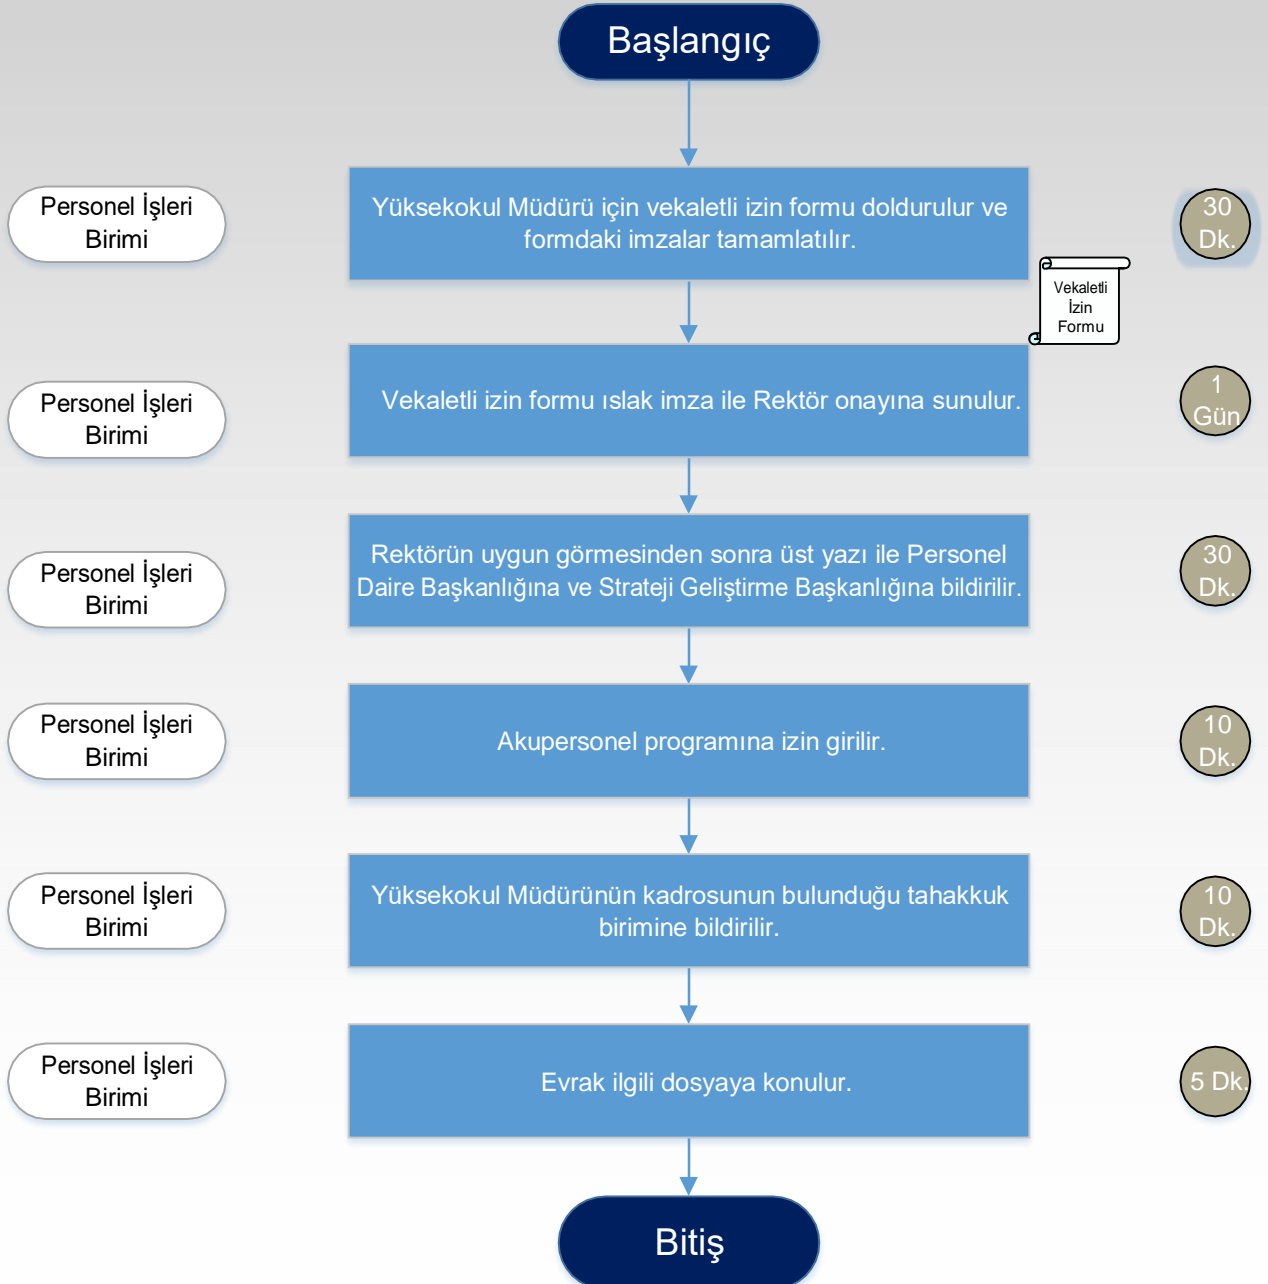 Başlangıç
Personel İşleri
Birimi
Yüksekokul Müdürü için vekaletli izin formu doldurulur ve
formdaki imzalar tamamlatılır.
30
Dk.
Vekaletli
İzin
Formu
Personel İşleri
Birimi
Vekaletli izin formu ıslak imza ile Rektör onayına sunulur.
1
Gün
Personel İşleri
Birimi
Rektörün uygun görmesinden sonra üst yazı ile Personel
Daire Başkanlığına ve Strateji Geliştirme Başkanlığına bildirilir.
30
Dk.
Personel İşleri
Birimi
Akupersonel programına izin girilir.
10
Dk.
Personel İşleri
Birimi
Yüksekokul Müdürünün kadrosunun bulunduğu tahakkuk
birimine bildirilir.
10
Dk.
Personel İşleri
Birimi
Evrak ilgili dosyaya konulur.
5 Dk.
Bitiş